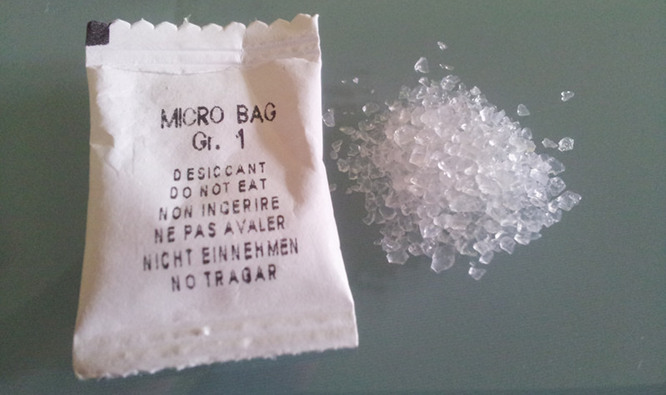 MICRO BAG
Gr. 1
DESICCANT
DO NOT EAT
NON INGERIRE
NE PAS AVALER
NICHT EINNEHMEN
NO TRAGAR